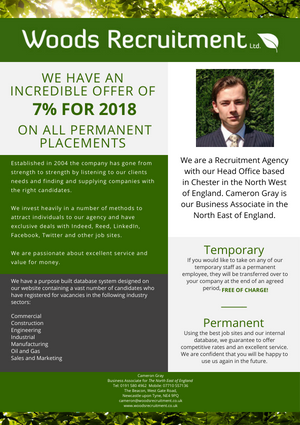 Woods Recruitment Ltd.
WE HAVE AN
INCREDIBLE OFFER OF
7% FOR 2018
ON ALL PERMANENT
PLACEMENTS
Established in 2004 the company has gone from
strength to strength by listening to our clients
needs and finding and supplying companies with
the right candidates.
We invest heavily in a number of methods to
attract individuals to our agency and have
exclusive deals with Indeed, Reed, LinkedIn,
Facebook, Twitter and other job sites.
We are passionate about excellent service and
value for money.
We have a purpose built database system designed on
our website containing a vast number of candidates who
have registered for vacancies in the following industry
sectors:
Commercial
Construction
Engineering
Industrial
Manufacturing
Oil and Gas
Sales and Marketing
We are a Recruitment Agency
with our Head Office based
in Chester in the North West
of England. Cameron Gray is
our Business Associate in the
North East of England.
Temporary
If you would like to take on any of our
temporary staff as a permanent
employee, they will be transferred over to
your company at the end of an agreed
period, FREE OF CHARGE!
Permanent
Using the best job sites and our internal
database, we guarantee to offer
competitive rates and an excellent service.
We are confident that you will be happy to
use us again in the future.
Cameron Gray
Business Associate for The North East of England
The Beacon, West Gate Road,
Newcastle upon Tyne, NE4 9PQ
cameron@woodsrecruitment.co.uk
www.woodsrecruitment.co.uk